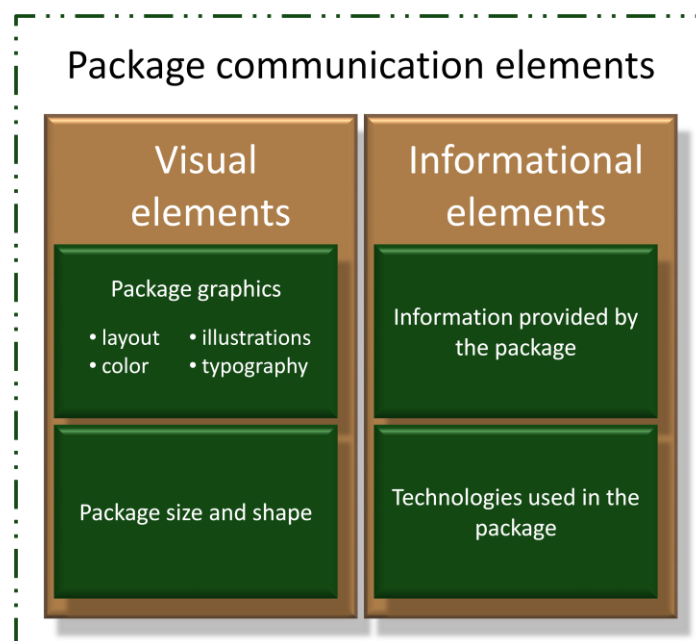 Package communication elements
Visual
elements
Package graphics
• layout
• color
• illustrations
• typography
Package size and shape
Informational
elements
Information provided by
the package
Technologies used in the
package